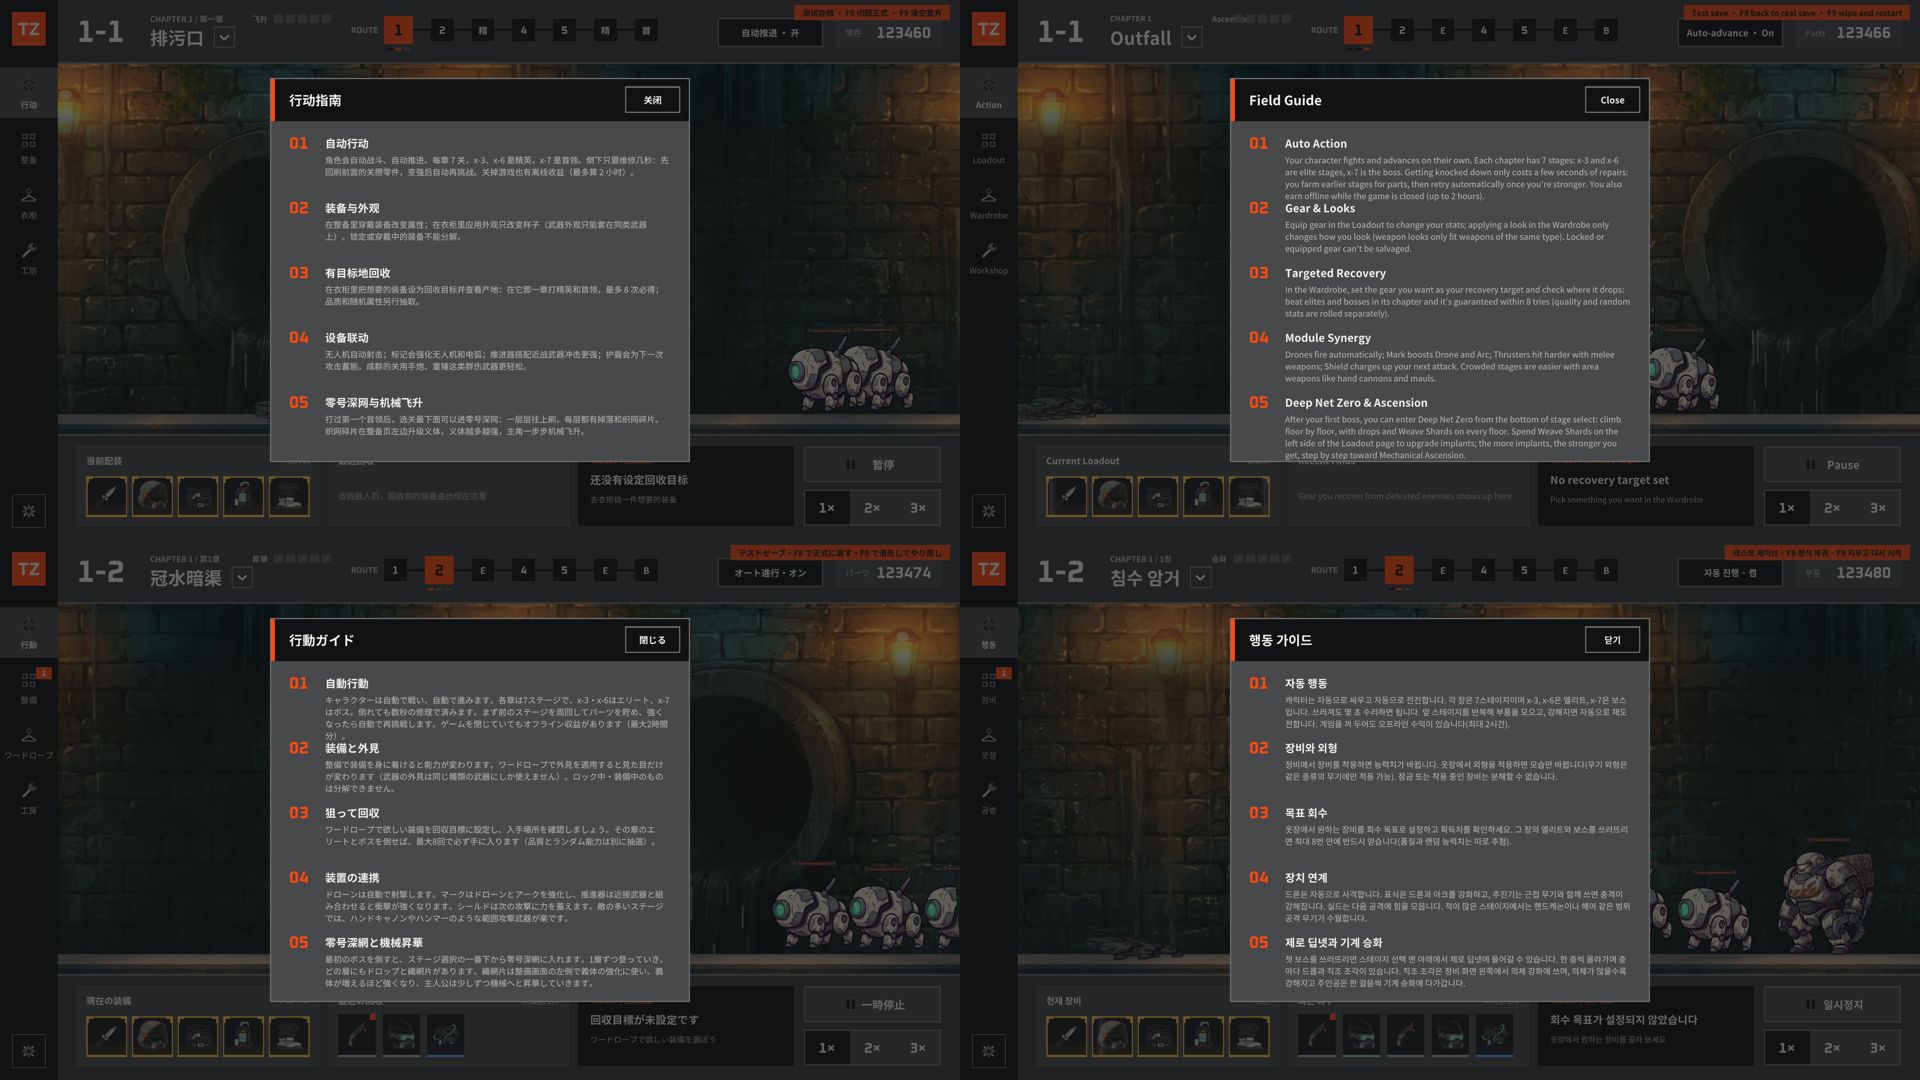 TZ
1-1
CHAPTER 1 / 第一章
排污口
飞升
ROUTE
1
2
精
4
5
精
首
测试存档 • F8 切回正式 • F9 清空重开
自动推进 • 开
零件
123460
行动
整备
衣柜
工坊
行动指南
关闭
01
自动行动
角色会自动战斗、自动推进。每章 7 关，x-3、x-6 是精英，x-7 是首领。倒下只要维修几秒：先
回刷前面的关攒零件，变强后自动再挑战。关掉游戏也有离线收益（最多算 2 小时）。
02
装备与外观
在整备里穿戴装备改变属性；在衣柜里应用外观只改变样子（武器外观只能套在同类武器
上）。锁定或穿戴中的装备不能分解。
03
有目标地回收
在衣柜里把想要的装备设为回收目标并查看产地：在它那一章打精英和首领，最多 8 次必得；
品质和随机属性另行抽取。
04
设备联动
无人机自动射击；标记会强化无人机和电弧；推进器搭配近战武器冲击更强；护盾会为下一次
攻击蓄能。成群的关用手炮、重锤这类群伤武器更轻松。
05
零号深网与机械飞升
打过第一个首领后，选关最下面可以进零号深网：一层层往上刷，每层都有掉落和织网碎片。
织网碎片在整备页左边升级义体，义体越多越强，主角一步步机械飞升。
当前配装
击败敌人后，回收到的装备会出现在这里
还没有设定回收目标
去衣柜挑一件想要的装备
暂停
1×
2×
3×
TZ
1-1
CHAPTER 1
Outfall
ROUTE
1
2
E
4
5
E
B
Test save • F8 back to real save • F9 wipe and restart
Auto-advance • On
Parts
123466
Action
Loadout
Wardrobe
Workshop
Field Guide
Close
01
Auto Action
Your character fights and advances on their own. Each chapter has 7 stages: x-3 and x-6
are elite stages, x-7 is the boss. Getting knocked down only costs a few seconds of repairs:
you farm earlier stages for parts, then retry automatically once you're stronger. You also
earn offline while the game is closed (up to 2 hours).
02
Gear & Looks
Equip gear in the Loadout to change your stats; applying a look in the Wardrobe only
changes how you look (weapon looks only fit weapons of the same type). Locked or
equipped gear can't be salvaged.
03
Targeted Recovery
In the Wardrobe, set the gear you want as your recovery target and check where it drops:
beat elites and bosses in its chapter and it's guaranteed within 8 tries (quality and random
stats are rolled separately).
04
Module Synergy
Drones fire automatically; Mark boosts Drone and Arc; Thrusters hit harder with melee
weapons; Shield charges up your next attack. Crowded stages are easier with area
weapons like hand cannons and mauls.
05
Deep Net Zero & Ascension
After your first boss, you can enter Deep Net Zero from the bottom of stage select: climb
floor by floor, with drops and Weave Shards on every floor. Spend Weave Shards on the
left side of the Loadout page to upgrade implants; the more implants, the stronger you
get, step by step toward Mechanical Ascension.
Current Loadout
Gear you recover from defeated enemies shows up here
No recovery target set
Pick something you want in the Wardrobe
Pause
1×
2×
3×
TZ
1-2
CHAPTER 1 / 第1章
冠水暗渠
昇華
ROUTE
1
2
E
4
5
E
B
テストセーブ・F8 で正式に戻す・F9 で消去してやり直し
オート進行・オン
パーツ
123474
行動
1
整備
ワードローブ
工房
行動ガイド
閉じる
01
自動行動
キャラクターは自動で戦い、自動で進みます。各章は7ステージで、x-3・x-6はエリート、x-7
はボス。倒れても数秒の修理で済みます。まず前のステージを周回してパーツを貯め、強く
なったら自動で再挑戦します。ゲームを閉じていてもオフライン収益があります（最大2時間
分）。
02
装備と外見
整備で装備を身に着けると能力が変わります。ワードローブで外見を適用すると見た目だけ
が変わります（武器の外見は同じ種類の武器にしか使えません）。ロック中・装備中のもの
は分解できません。
03
狙って回収
ワードローブで欲しい装備を回収目標に設定し、入手場所を確認しましょう。その章のエ
リートとボスを倒せば、最大8回で必ず手に入ります（品質とランダム能力は別に抽選）。
04
装置の連携
ドローンは自動で射撃します。マークはドローンとアークを強化し、推進器は近接武器と組
み合わせると衝撃が強くなります。シールドは次の攻撃に力を蓄えます。敵の多いステージ
では、ハンドキャノンやハンマーのような範囲攻撃武器が楽です。
05
零号深網と機械昇華
最初のボスを倒すと、ステージ選択の一番下から零号深網に入れます。1層ずつ登っていき、
どの層にもドロップと織網片があります。織網片は整備画面の左側で義体の強化に使い、義
体が増えるほど強くなり、主人公は少しずつ機械へと昇華していきます。
現在の装備
回収目標が未設定です
ワードローブで欲しい装備を選ぼう
一時停止
1×
2×
3×
TZ
1-2
CHAPTER 1 / 1장
침수 암거
승화
ROUTE
1
2
E
4
5
E
B
테스트 세이브 · F8 정식 복귀 · F9 지우고 다시 시작
자동 진행 · 켬
부품
123480
행동
1
정비
옷장
공방
행동 가이드
닫기
01
자동 행동
캐릭터는 자동으로 싸우고 자동으로 전진합니다. 각 장은 7스테이지이며 x-3, x-6은 엘리트, x-7은 보스
입니다. 쓰러져도 몇 초 수리하면 됩니다. 앞 스테이지를 반복해 부품을 모으고, 강해지면 자동으로 재도
전합니다. 게임을 꺼 두어도 오프라인 수익이 있습니다(최대 2시간).
02
장비와 외형
정비에서 장비를 착용하면 능력치가 바뀝니다. 옷장에서 외형을 적용하면 모습만 바뀝니다(무기 외형은
같은 종류의 무기에만 적용 가능). 잠금 또는 착용 중인 장비는 분해할 수 없습니다.
03
목표 회수
옷장에서 원하는 장비를 회수 목표로 설정하고 획득처를 확인하세요. 그 장의 엘리트와 보스를 쓰러뜨리
면 최대 8번 안에 반드시 얻습니다(품질과 랜덤 능력치는 따로 추첨).
04
장치 연계
드론은 자동으로 사격합니다. 표식은 드론과 아크를 강화하고, 추진기는 근접 무기와 함께 쓰면 충격이
강해집니다. 실드는 다음 공격에 힘을 모읍니다. 적이 많은 스테이지에서는 핸드캐논이나 해머 같은 범위
공격 무기가 수월합니다.
05
제로 딥넷과 기계 승화
첫 보스를 쓰러뜨리면 스테이지 선택 맨 아래에서 제로 딥넷에 들어갈 수 있습니다. 한 층씩 올라가며 층
마다 드롭과 직조 조각이 있습니다. 직조 조각은 정비 화면 왼쪽에서 의체 강화에 쓰며, 의체가 많을수록
강해지고 주인공은 한 걸음씩 기계 승화에 다가갑니다.
현재 장비
회수 목표가 설정되지 않았습니다
옷장에서 원하는 장비를 골라 보세요
일시정지
1×
2×
3×